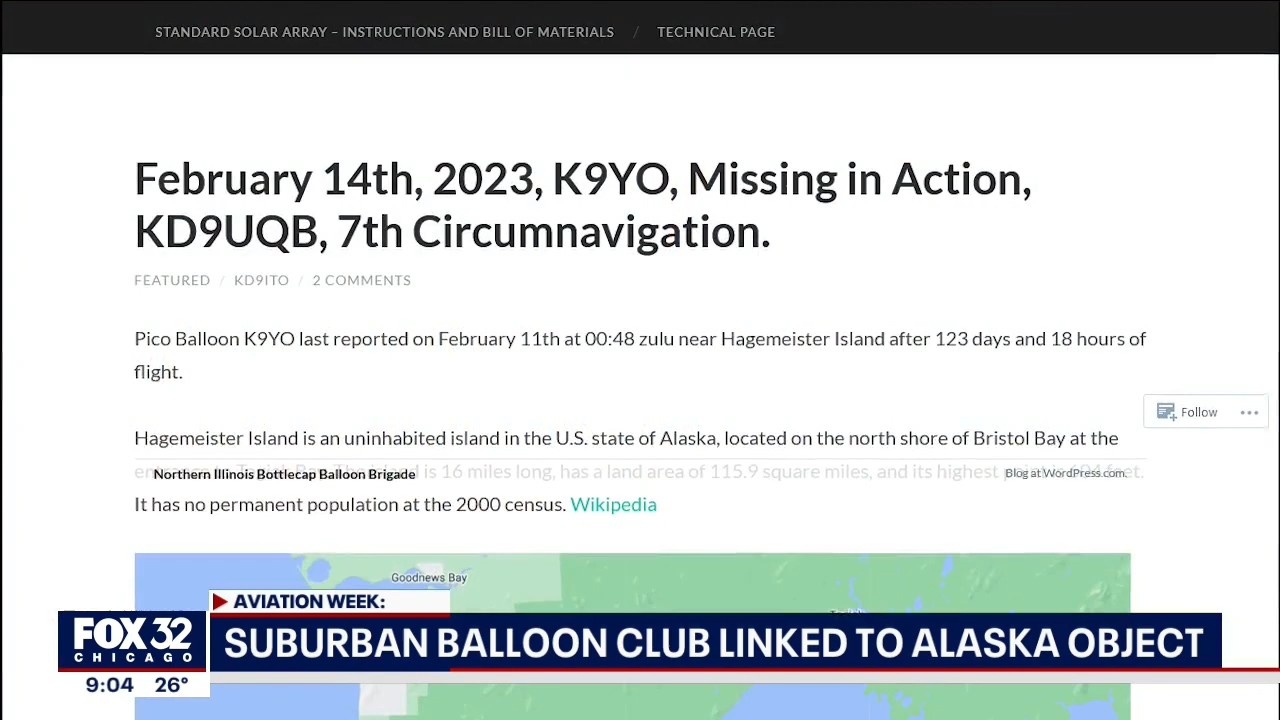 STANDARD SOLAR ARRAY – INSTRUCTIONS AND BILL OF MATERIALS / TECHNICAL PAGE
February 14th, 2023, K9YO, Missing in Action,
KD9UQB, 7th Circumnavigation.
FEATURED / KD9ITO / 2 COMMENTS
Pico Balloon K9YO last reported on February 11th at 00:48 zulu near Hagemeister Island after 123 days and 18 hours of
flight.
Follow
Hagemeister Island is an uninhabited island in the U.S. state of Alaska, located on the north shore of Bristol Bay at the
is 16 miles long, has a land area of 115.9 square miles, and its highest feet.
Northern Illinois Bottlecap Balloon Brigade
Blog at WordPress.com.
It has no permanent population at the 2000 census. Wikipedia
Goodnews Bay
AVIATION WEEK:
SUBURBAN BALLOON CLUB LINKED TO ALASKA OBJECT
FOX 32
CHICAGO
9:04 26°